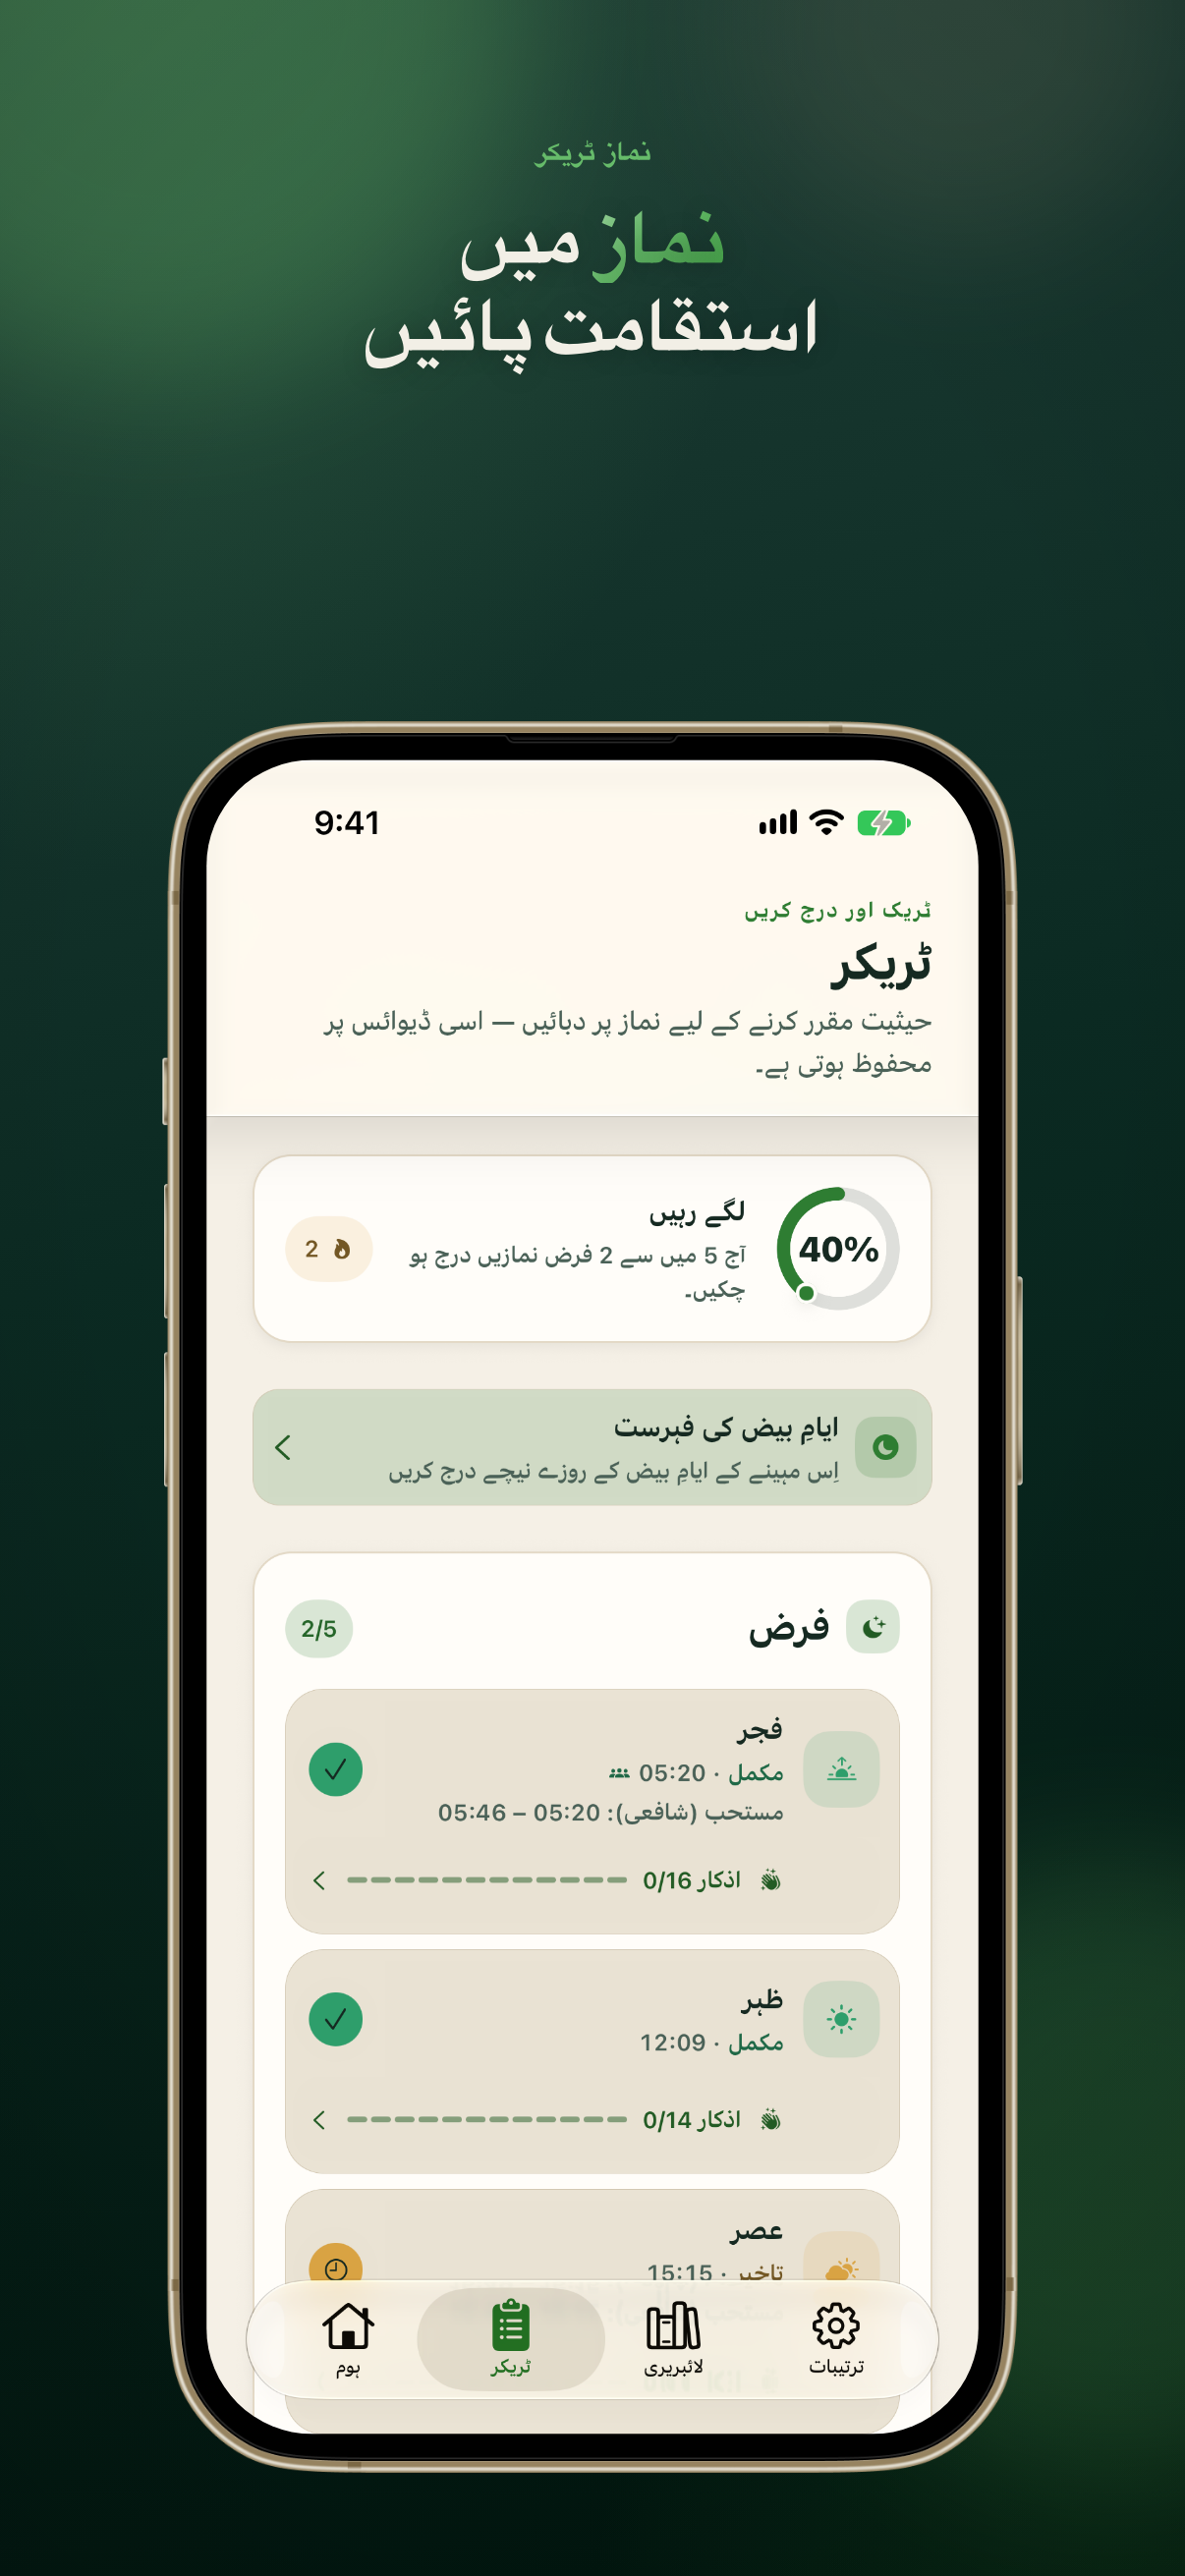 نماز ٹریکر
نماز میں
استقامت پائیں
9:41
ٹریک اور درج کریں
ٹریکر
حیثیت مقرر کرنے کے لیے نماز پر دبائیں — اسی ڈیوائس پر
محفوظ ہوتی ہے۔
40%
لگے رہیں
آج 5 میں سے 2 فرض نمازیں درج ہو
چکیں۔
2
ایامِ بیض کی فہرست
اِس مہینے کے ایامِ بیض کے روزے نیچے درج کریں
فرض
2/5
فجر
مکمل · 05:20
مستحب (شافعی): 05:20 – 05:46
اذکار 0/16
ظہر
مکمل · 12:09
اذکار 0/14
عصر
تاخیر · 15:15
ہوم
ٹریکر
لائبریری
ترتیبات